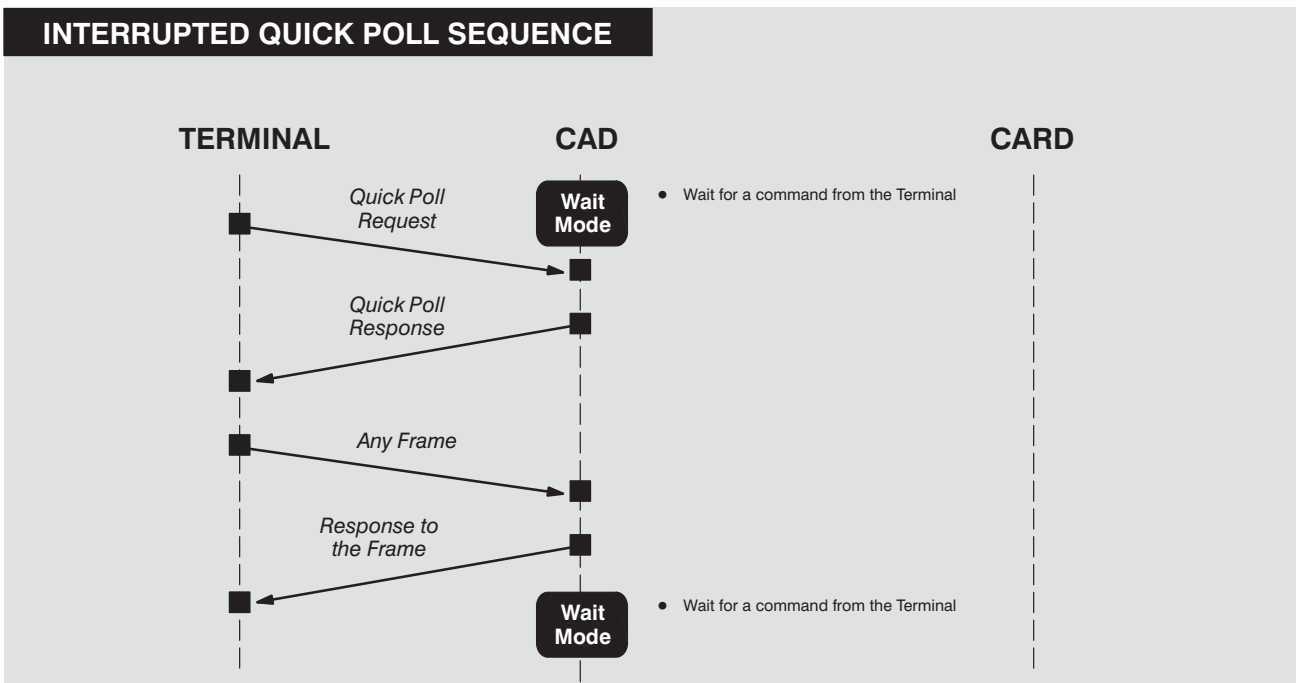 INTERRUPTED QUICK POLL SEQUENCE
TERMINAL CAD CARD
Quick Poll
Request
Wait
Mode
• Wait for a command from the Terminal
Quick Poll
Response
Any Frame
Response to
the Frame
Wait
Mode
• Wait for a command from the Terminal